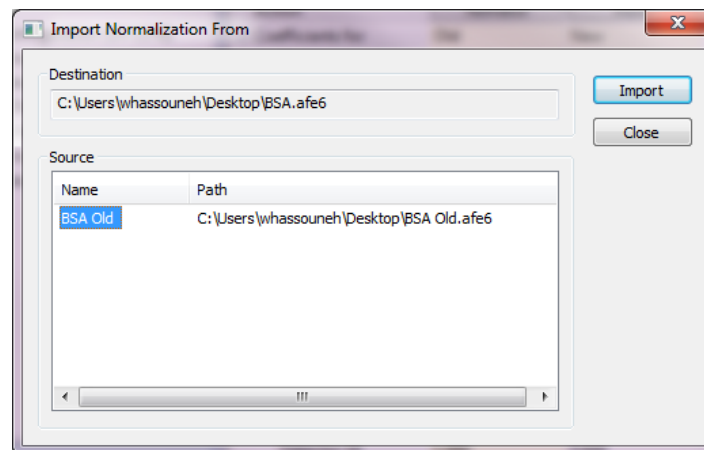 Import Normalization From
Destination
C:\Users\whassouneh\Desktop\BSA.afe6
Import
Close
Source
Name Path
BSA Old C:\Users\whassouneh\Desktop\BSA Old.afe6